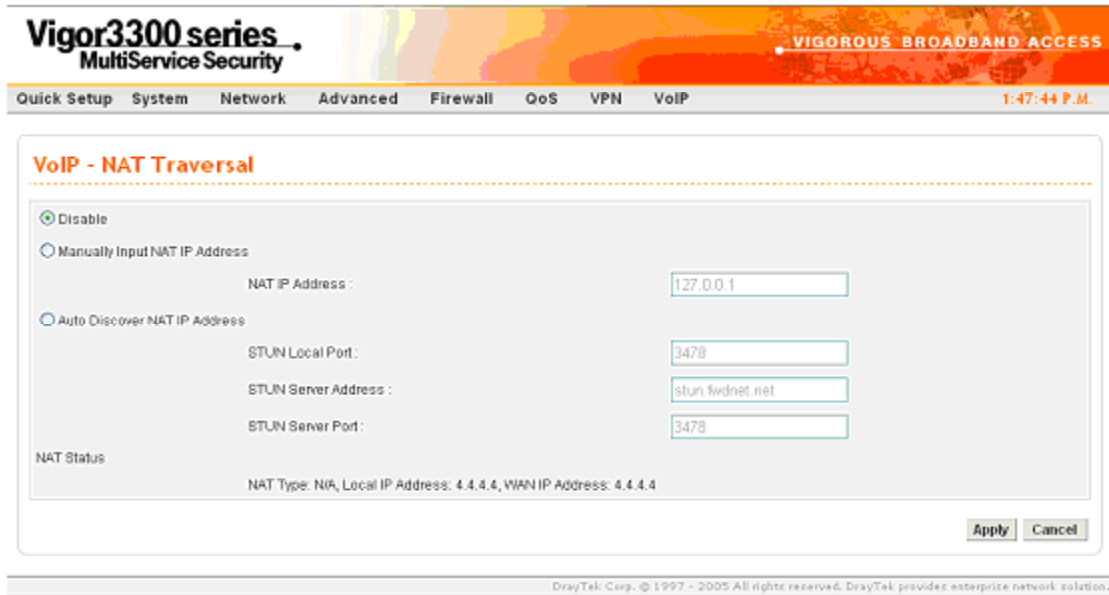 Vigor3300 series
MultiService Security
VIGOROUS BROADBAND ACCESS
Quick Setup System Network Advanced Firewall QoS VPN VoIP 1:47:44 P.M.
VoIP - NAT Traversal
Disable
Manually Input NAT IP Address
NAT IP Address : 127.0.0.1
Auto Discover NAT IP Address
STUN Local Port : 3478
STUN Server Address : stun.fwdnet.net
STUN Server Port : 3478
NAT Status
NAT Type: N/A, Local IP Address: 4.4.4.4, WAN IP Address: 4.4.4.4
Apply Cancel
DrayTek Corp. © 1997 - 2005 All rights reserved. DrayTek provides enterprise network solution.